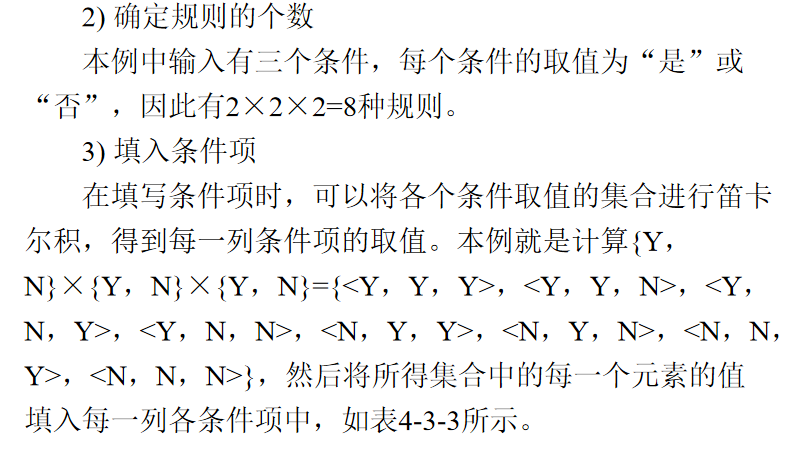 2) 确定规则的个数
本例中输入有三个条件，每个条件的取值为“是”或
“否”，因此有2×2×2=8种规则。
3) 填入条件项
在填写条件项时，可以将各个条件取值的集合进行笛卡
尔积，得到每一列条件项的取值。本例就是计算{Y，
N}×{Y，N}×{Y，N}={<Y，Y，Y>，<Y，Y，N>，<Y，
N，Y>，<Y，N，N>，<N，Y，Y>，<N，Y，N>，<N，N，
Y>，<N，N，N>}，然后将所得集合中的每一个元素的值
填入每一列各条件项中，如表4-3-3所示。